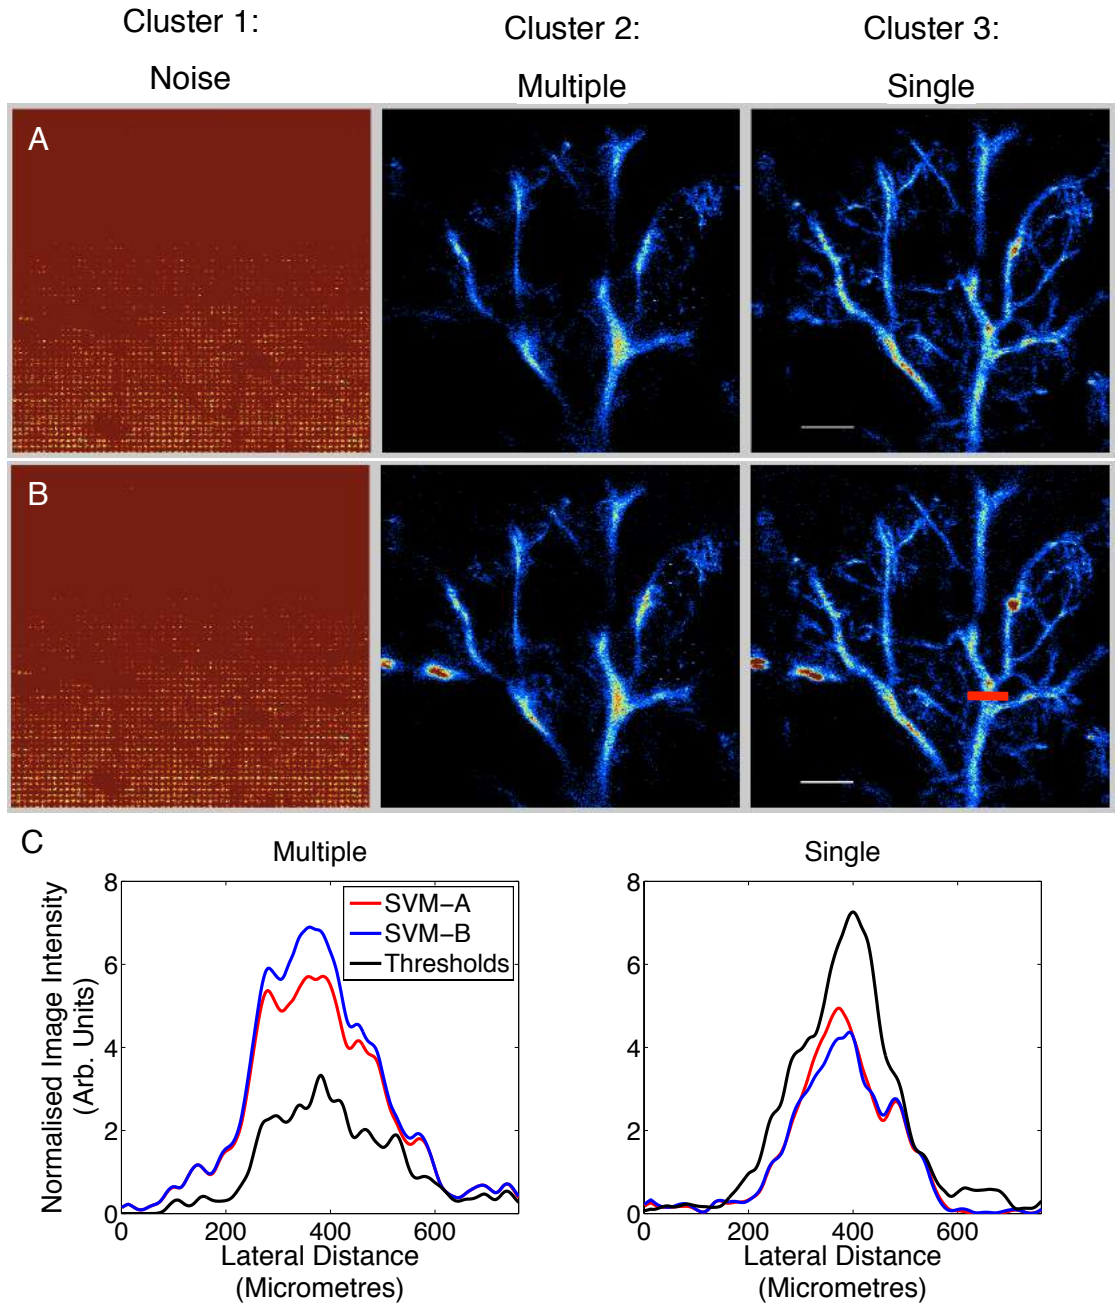 Cluster 1:
Noise
Cluster 2:
Multiple
Cluster 3:
Single
A
B
C
Multiple
Normalised Image Intensity
(Arb. Units)
8
6
4
2
0
SVM-A
SVM-B
Thresholds
0 200 400 600
Lateral Distance
(Micrometres)
Single
8
6
4
2
0
0 200 400 600
Lateral Distance
(Micrometres)